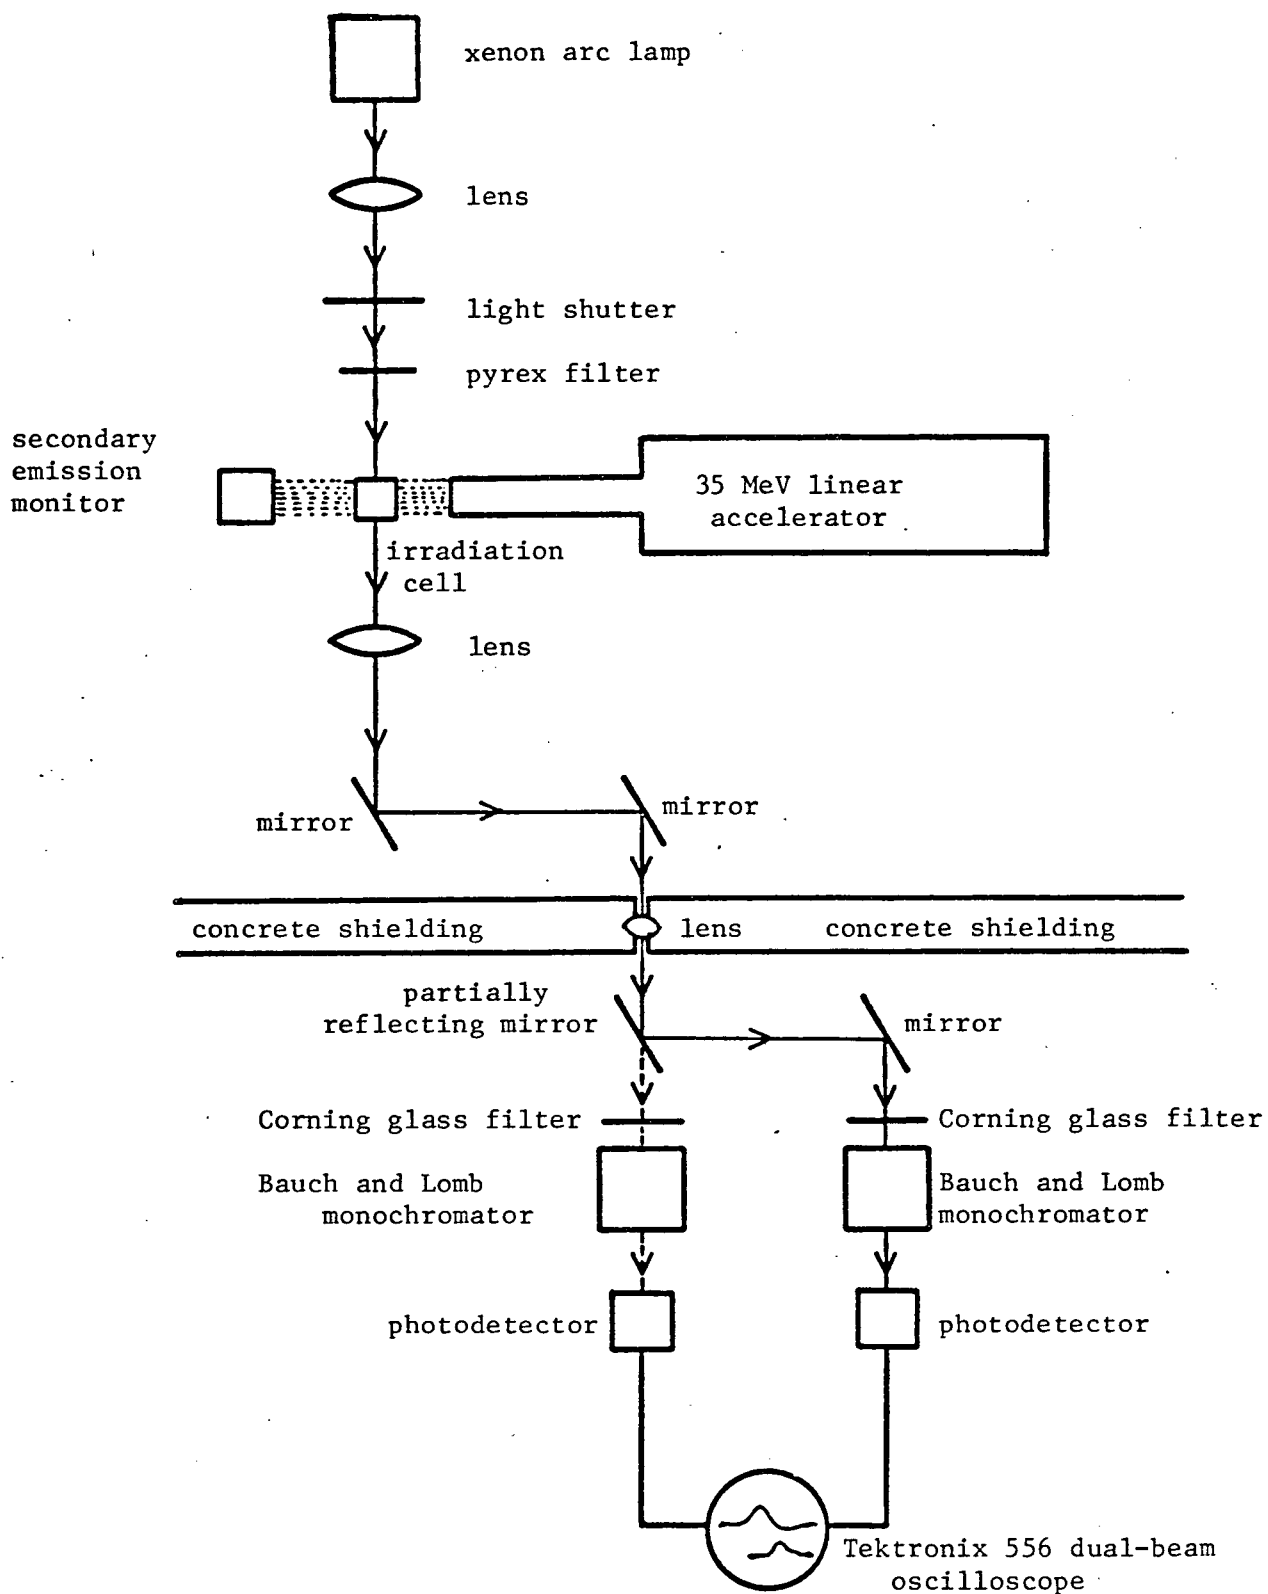 xenon arc lamp
lens
light shutter
pyrex filter
secondary
emission
monitor
35 MeV linear
accelerator
irradiation
cell
lens
mirror
mirror
concrete shielding
lens
concrete shielding
partially
reflecting mirror
mirror
Corning glass filter
Corning glass filter
Bauch and Lomb
monochromator
Bauch and Lomb
monochromator
photodetector
photodetector
Tektronix 556 dual-beam
oscilloscope